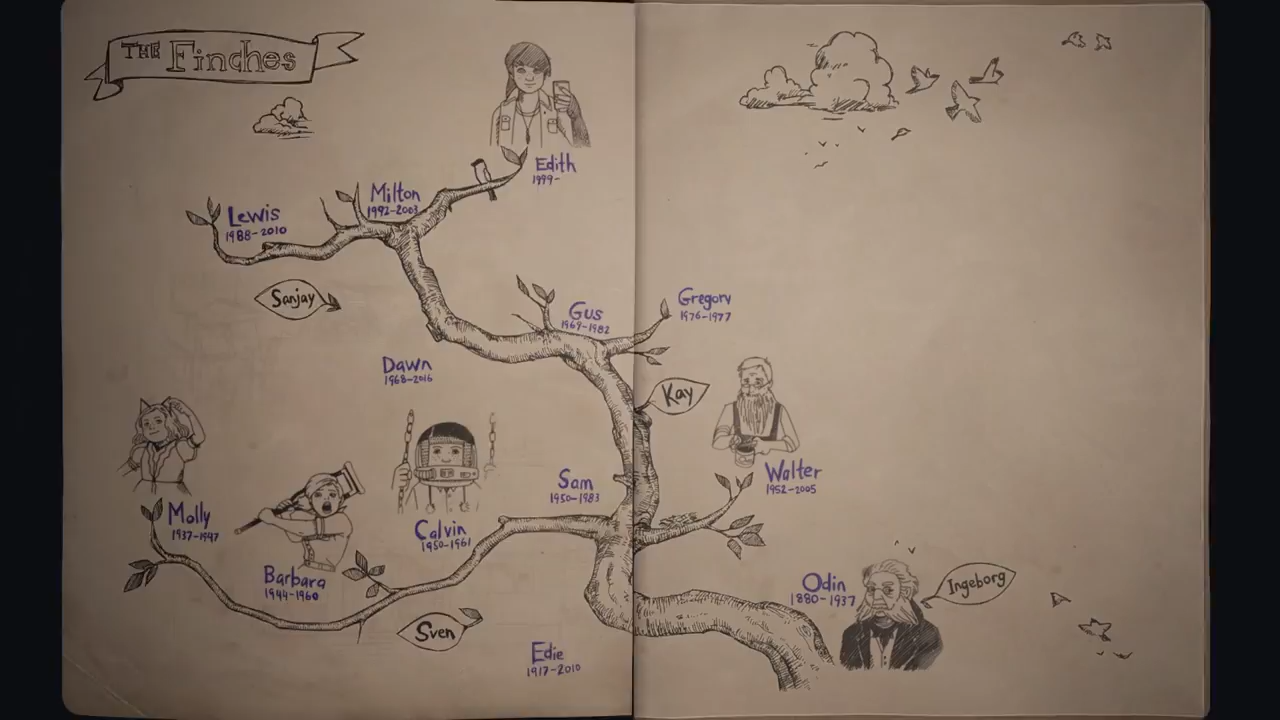 THE Finches
Edith
1999-
Milton
1992-2003
Lewis
1988-2010
Sanjay
Gus
1969-1982
Gregory
1976-1977
Dawn
1968-2016
Kay
Walter
1952-2005
Sam
1950-1983
Molly
1937-1947
Calvin
1950-1961
Barbara
1944-1960
Odin
1880-1937
Ingeborg
Sven
Edie
1917-2010